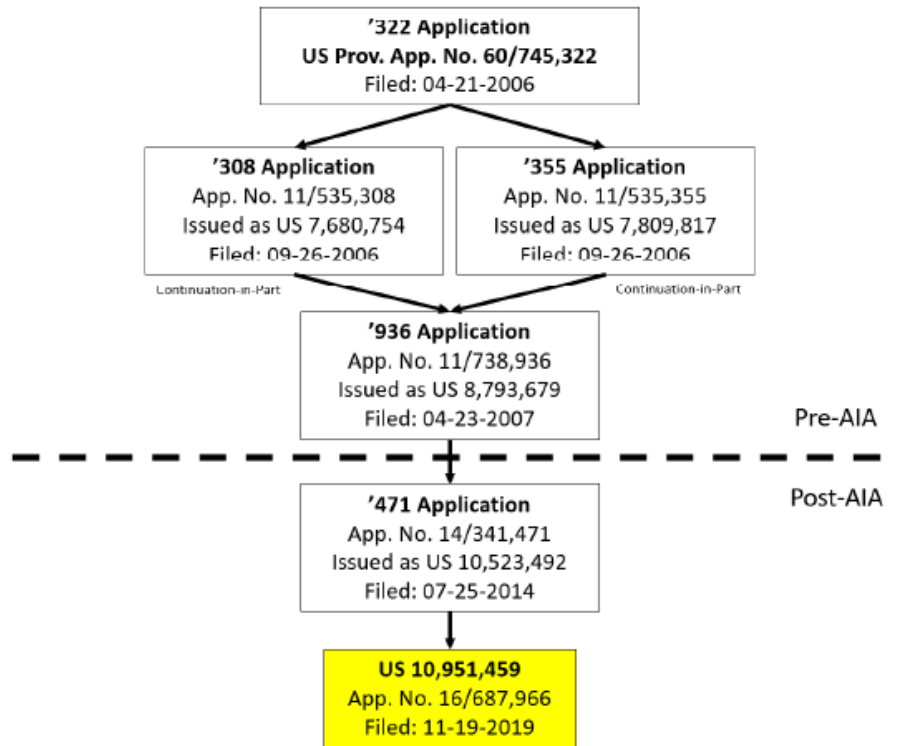 ’322 Application
US Prov. App. No. 60/745,322
Filed: 04-21-2006
’308 Application
App. No. 11/535,308
Issued as US 7,680,754
Filed: 09-26-2006
’355 Application
App. No. 11/535,355
Issued as US 7,809,817
Filed: 09-26-2006
Continuation-in-Part
Continuation-in-Part
’936 Application
App. No. 11/738,936
Issued as US 8,793,679
Filed: 04-23-2007
Pre-AIA
Post-AIA
’471 Application
App. No. 14/341,471
Issued as US 10,523,492
Filed: 07-25-2014
US 10,951,459
App. No. 16/687,966
Filed: 11-19-2019